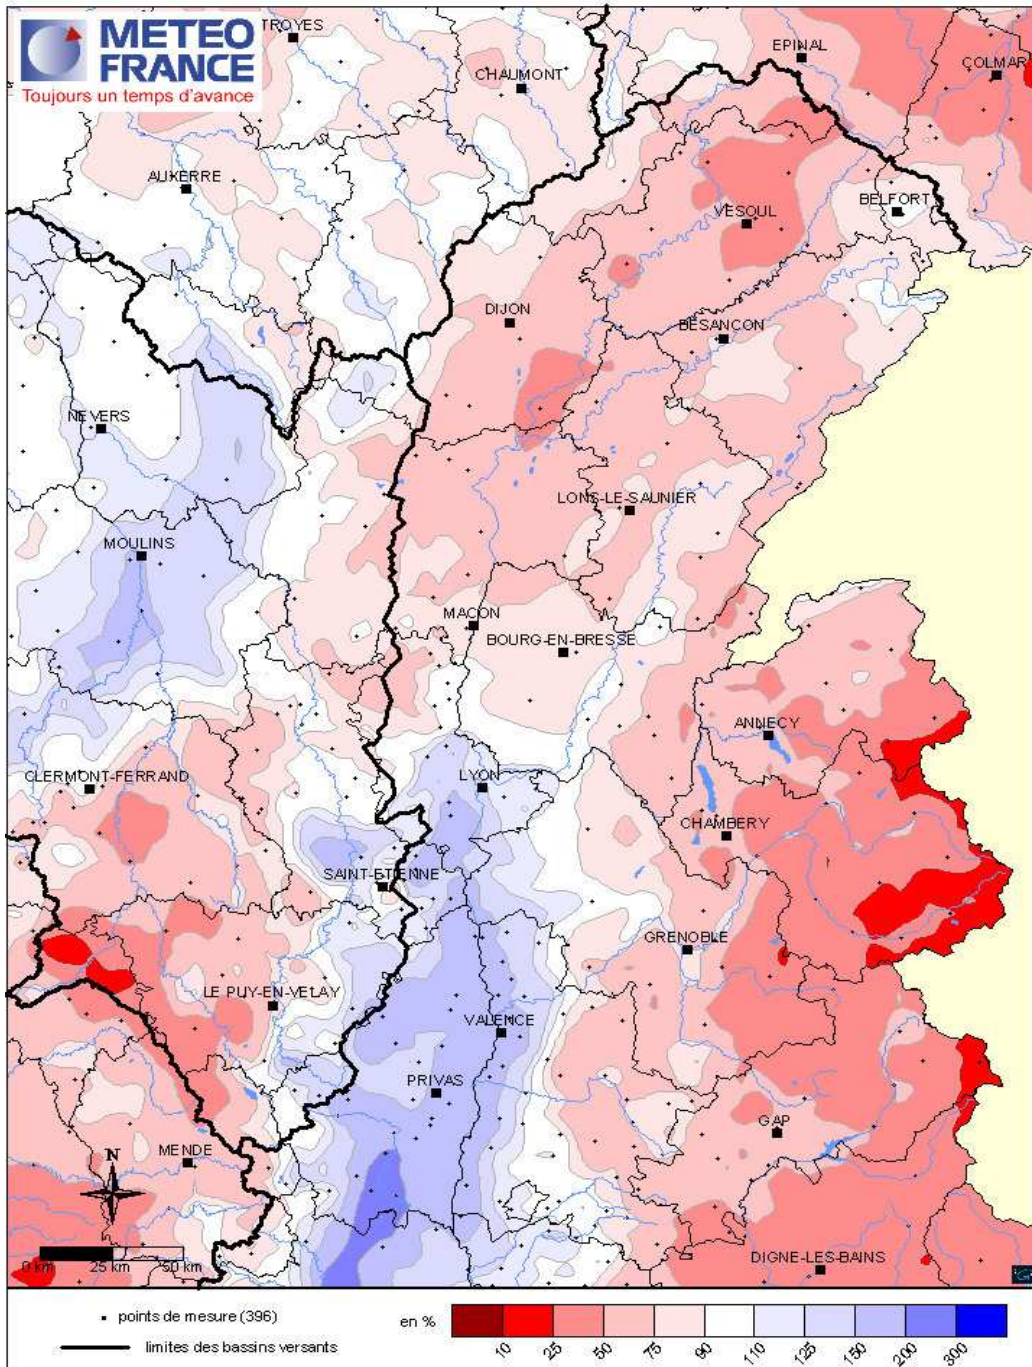 METEO
FRANCE
Toujours un temps d'avance
TROYES
EPINAL
COLMAR
CHAUMONT
AUXERRE
BELFORT
VESOUL
DIJON
BESANCON
NEVERS
LONS-LE-SAUNIER
MOULINS
MACON
BOURG-EN-BRESSE
ANNECY
CLERMONT-FERRAND
LYON
CHAMBERY
SAINT-ETIENNE
GRENOBLE
LE PUY-EN-VELAY
VALENCE
PRIVAS
GAP
MENDE
N
DIGNE-LES-BAINS
0 km 25 km 50 km
points de mesure (396)
limites des bassins versants
en %
10 25 50 75 90 110 125 150 200 300